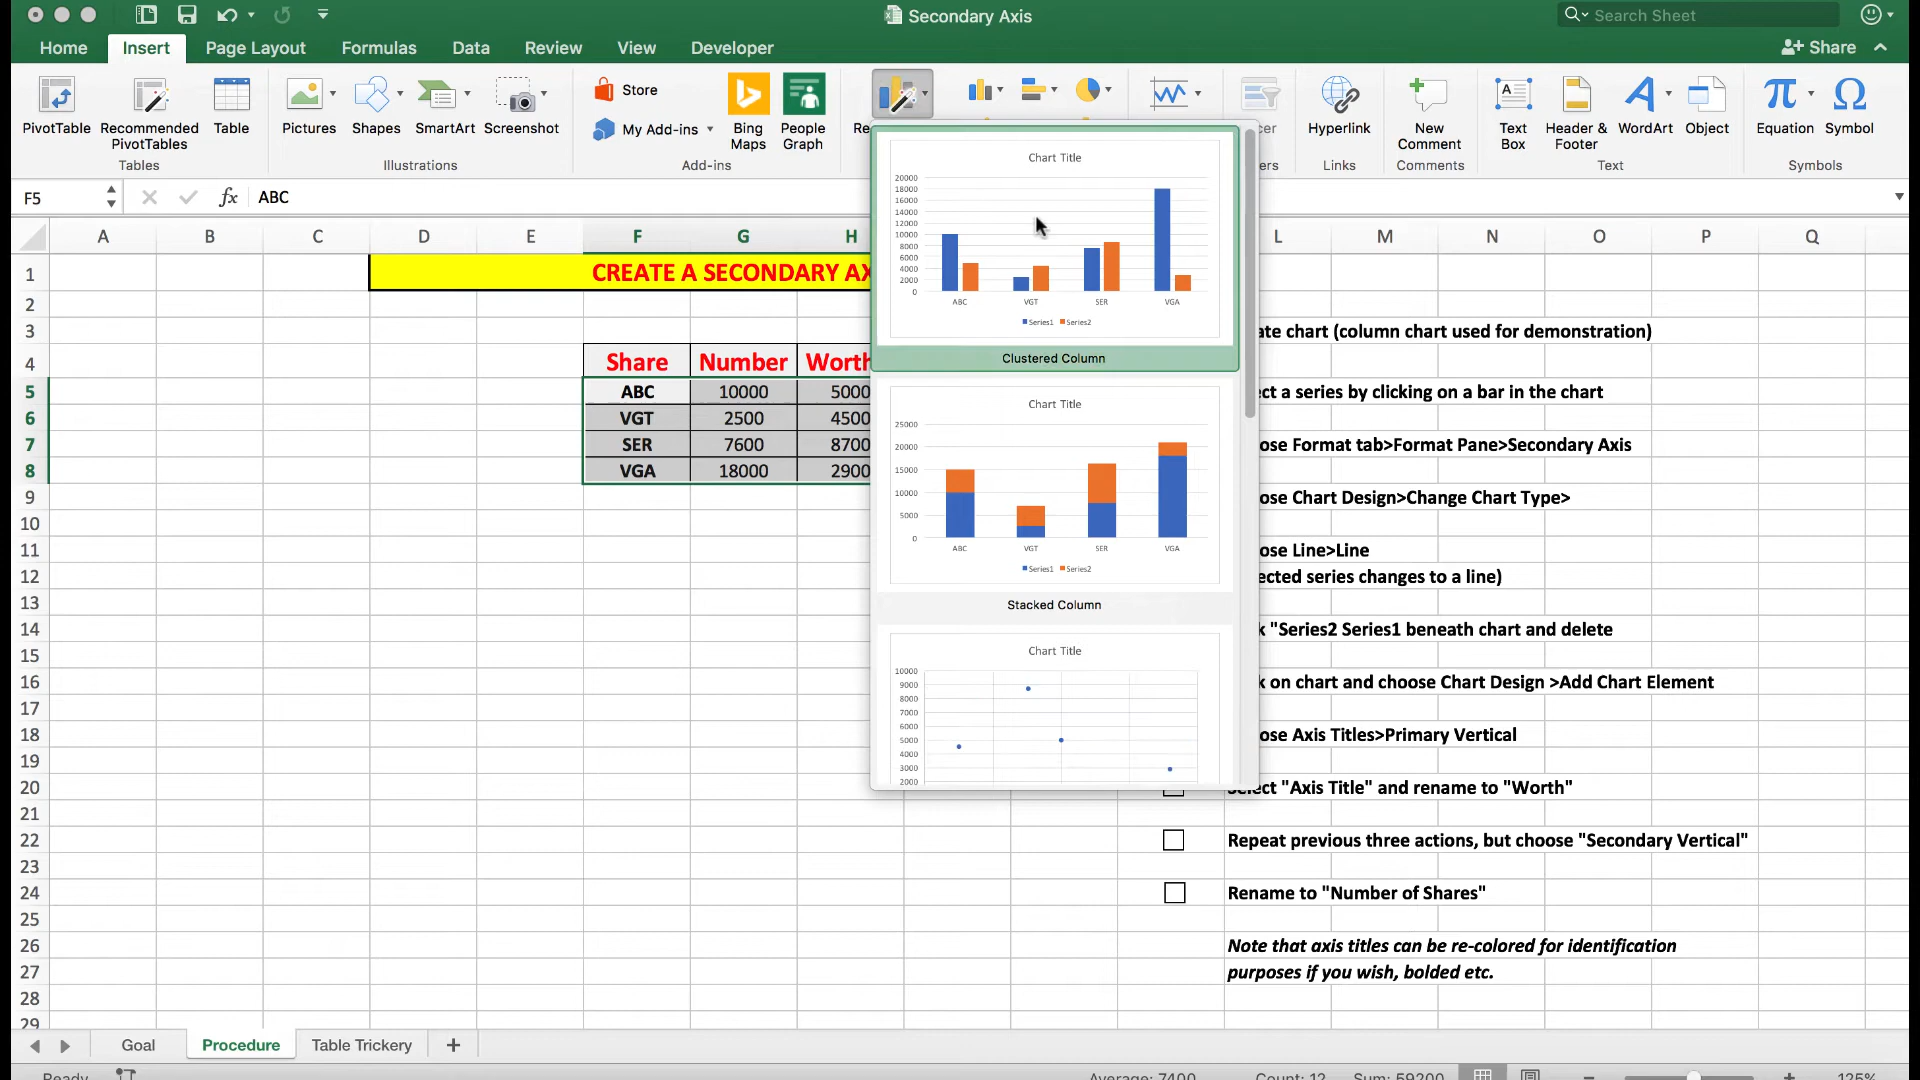 Secondary Axis
Search Sheet
Home Insert Page Layout Formulas Data Review View Developer
Share
PivotTable
Recommended
PivotTables
Table
Tables
Pictures
Shapes
SmartArt
Screenshot
Illustrations
Store
My Add-ins
Bing
Maps
People
Graph
Add-ins
Hyperlink
Links
New
Comment
Comments
Text
Box
Header &
Footer
WordArt
Object
Text
Equation
Symbol
Symbols
F5 fx ABC
A B C D E F G H L M N O P Q
1
2
3
4
5
6
7
8
9
10
11
12
13
14
15
16
17
18
19
20
21
22
23
24
25
26
27
28
29
CREATE A SECONDARY AX
Share Number Worth
ABC 10000 5000
VGT 2500 4500
SER 7600 8700
VGA 18000 2900
Chart Title
20000
18000
16000
14000
12000
10000
8000
6000
4000
2000
0
ABC VGT SER VGA
Series1 Series2
Clustered Column
Chart Title
25000
20000
15000
10000
5000
0
ABC VGT SER VGA
Series1 Series2
Stacked Column
Chart Title
10000
9000
8000
7000
6000
5000
4000
3000
2000
ate chart (column chart used for demonstration)
ct a series by clicking on a bar in the chart
ose Format tab>Format Pane>Secondary Axis
ose Chart Design>Change Chart Type>
ose Line>Line
ected series changes to a line)
k "Series2 Series1 beneath chart and delete
k on chart and choose Chart Design >Add Chart Element
ose Axis Titles>Primary Vertical
Select "Axis Title" and rename to "Worth"
Repeat previous three actions, but choose "Secondary Vertical"
Rename to "Number of Shares"
Note that axis titles can be re-colored for identification
purposes if you wish, bolded etc.
Goal Procedure Table Trickery +
Ready Average: 7400 Count: 12 Sum: 59200 125%